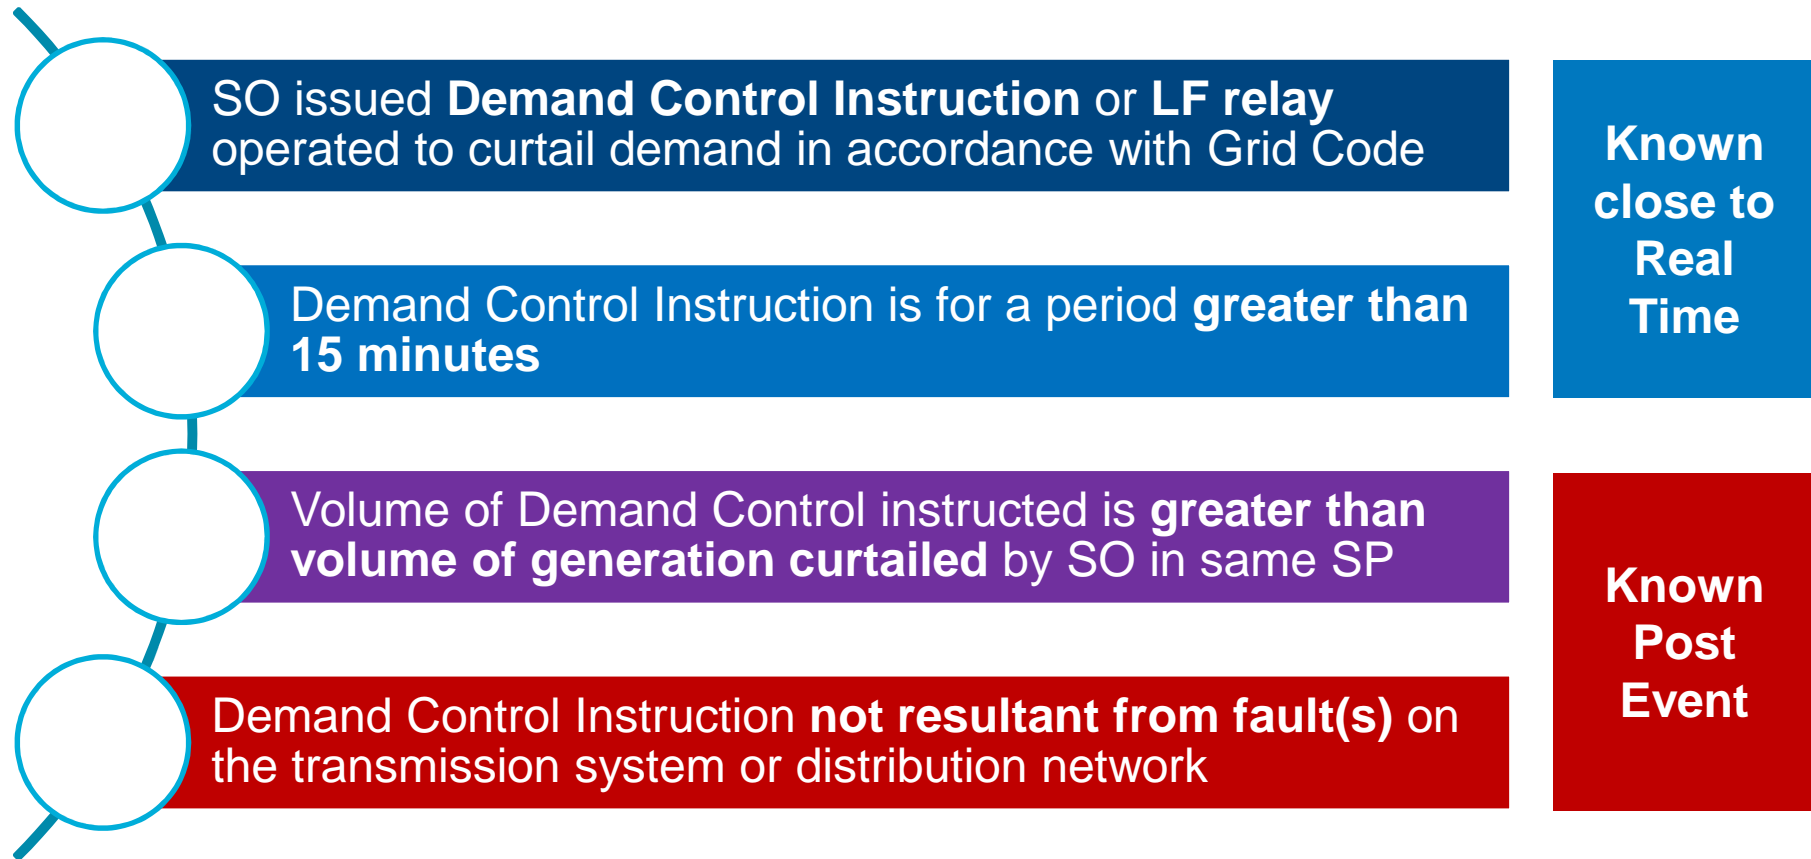 SO issued Demand Control Instruction or LF relay
operated to curtail demand in accordance with Grid Code
Demand Control Instruction is for a period greater than
15 minutes
Known
close to
Real
Time
Volume of Demand Control instructed is greater than
volume of generation curtailed by SO in same SP
Demand Control Instruction not resultant from fault(s) on
the transmission system or distribution network
Known
Post
Event